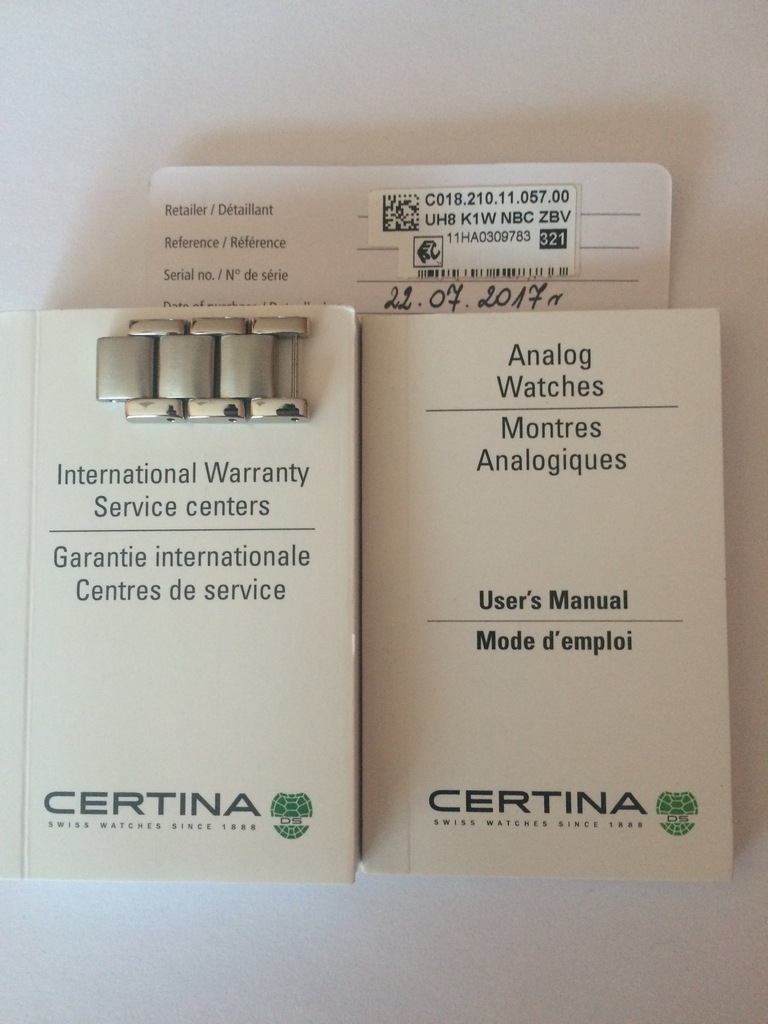 Retailer / Détaillant
C018.210.11.057.00
UH8 K1W NBC ZBV
Reference / Référence
11HA0309783 321
Serial no. / N° de série
22.07.2017r
International Warranty
Service centers
Garantie internationale
Centres de service
CERTINA
SWISS WATCHES SINCE 1888
DS
Analog
Watches
Montres
Analogiques
User's Manual
Mode d'emploi
CERTINA
SWISS WATCHES SINCE 1888
DS